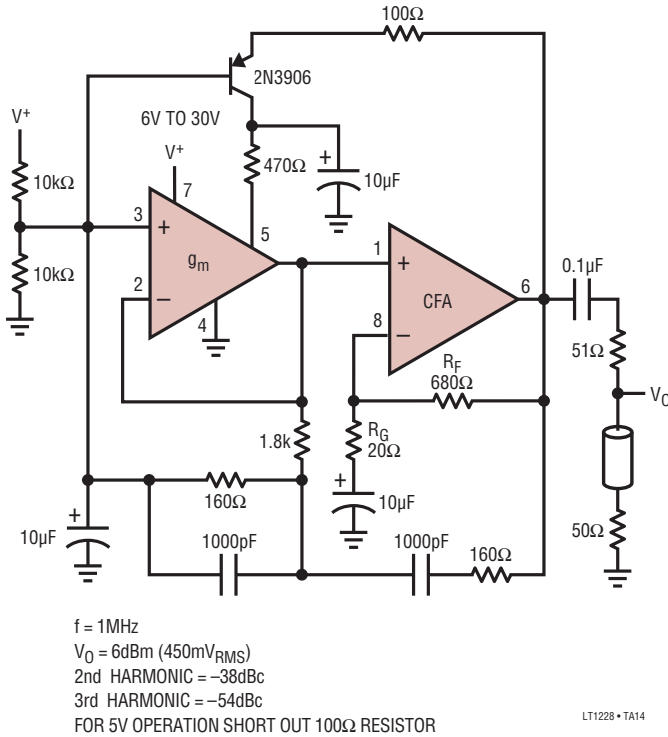 100Ω
2N3906
6V TO 30V
V+
V+
10kΩ
470Ω
+
10µF
7
3
+
5
gm
1
+
6
0.1µF
10kΩ
2
−
4
CFA
8
−
51Ω
RF
680Ω
VO
1.8k
RG
20Ω
160Ω
+
10µF
+
10µF
50Ω
1000pF
1000pF
160Ω
f = 1MHz
VO = 6dBm (450mVRMS)
2nd HARMONIC = –38dBc
3rd HARMONIC = –54dBc
FOR 5V OPERATION SHORT OUT 100Ω RESISTOR
LT1228 • TA14